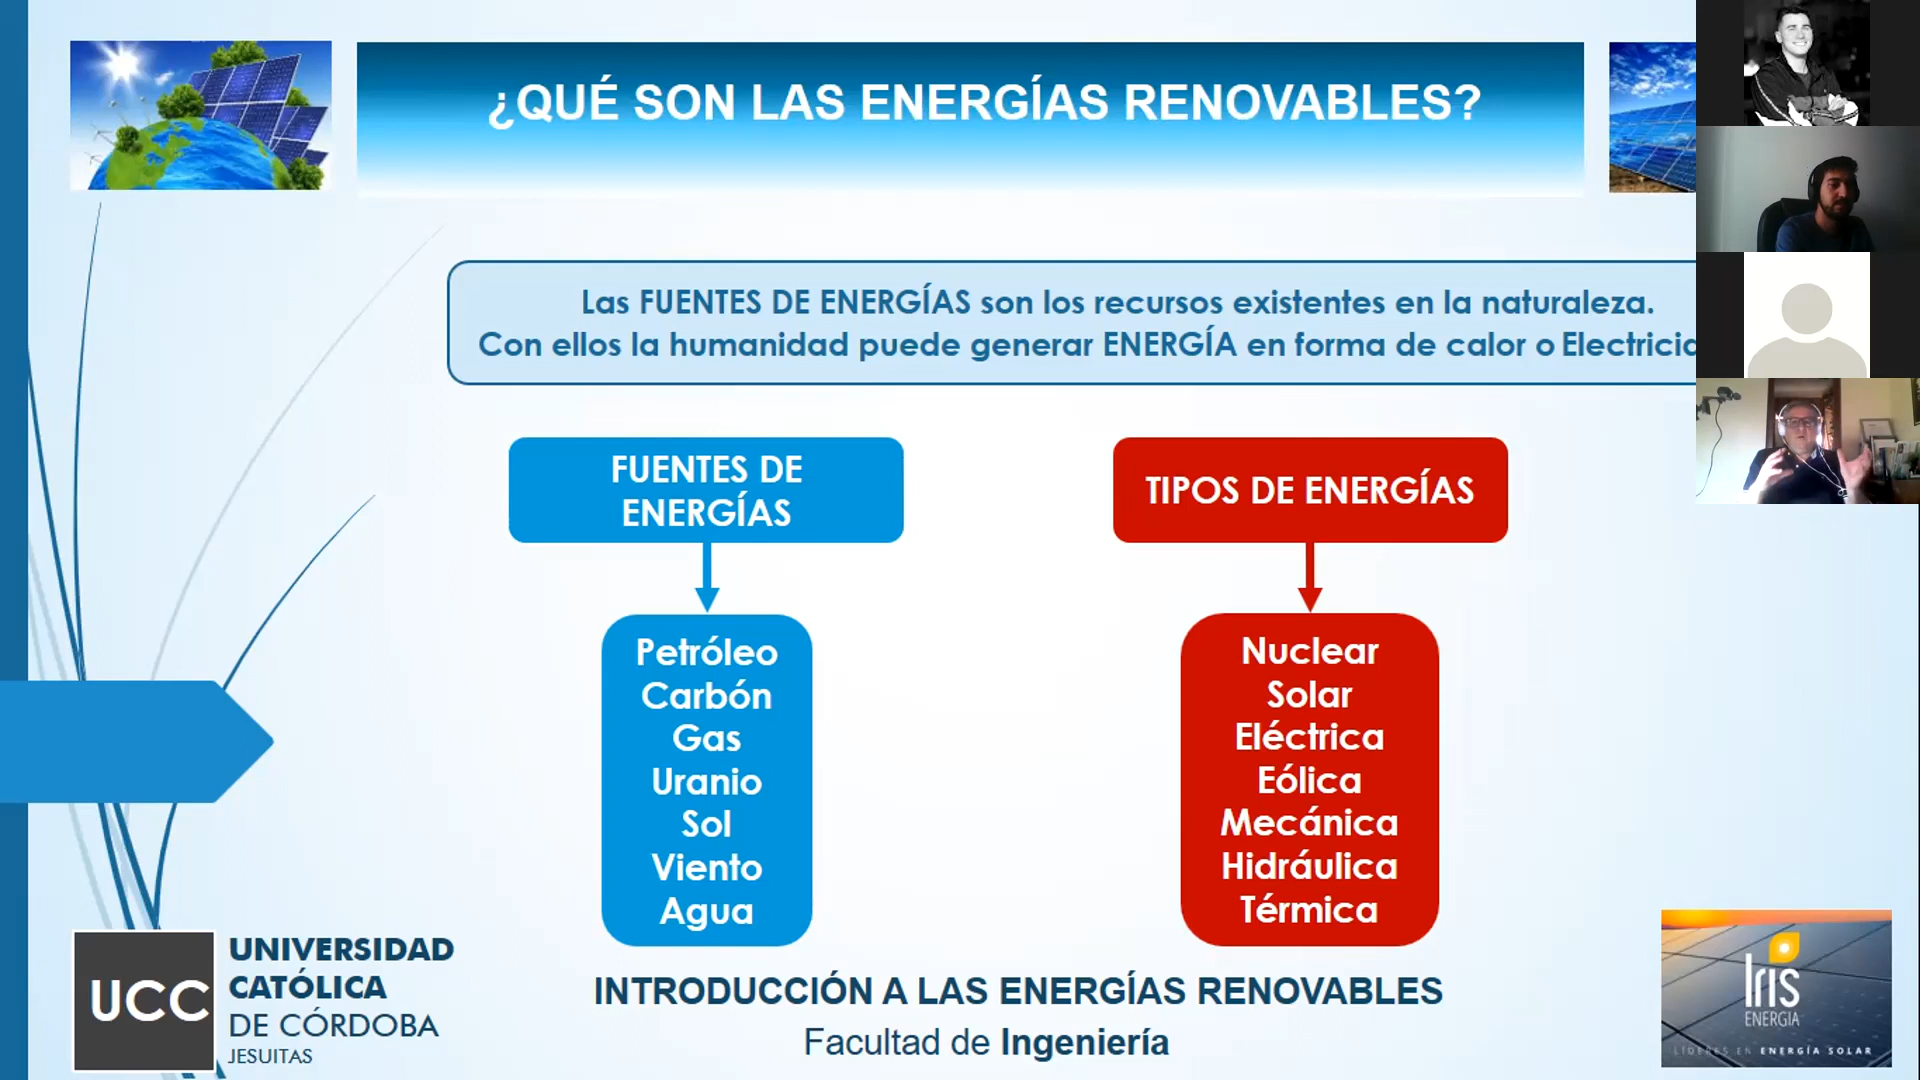 ¿QUÉ SON LAS ENERGÍAS RENOVABLES?
Las FUENTES DE ENERGÍAS son los recursos existentes en la naturaleza.
Con ellos la humanidad puede generar ENERGÍA en forma de calor o
FUENTES DE
ENERGÍAS
Petróleo
Carbón
Gas
Uranio
Sol
Viento
Agua
TIPOS DE ENERGÍAS
Nuclear
Solar
Eléctrica
Eólica
Mecánica
Hidráulica
Térmica
UCC
UNIVERSIDAD
CATÓLICA
DE CÓRDOBA
JESUITAS
INTRODUCCIÓN A LAS ENERGÍAS RENOVABLES
Facultad de Ingeniería
Iris
ENERGIA
LÍDERES EN ENERGÍA SOLAR